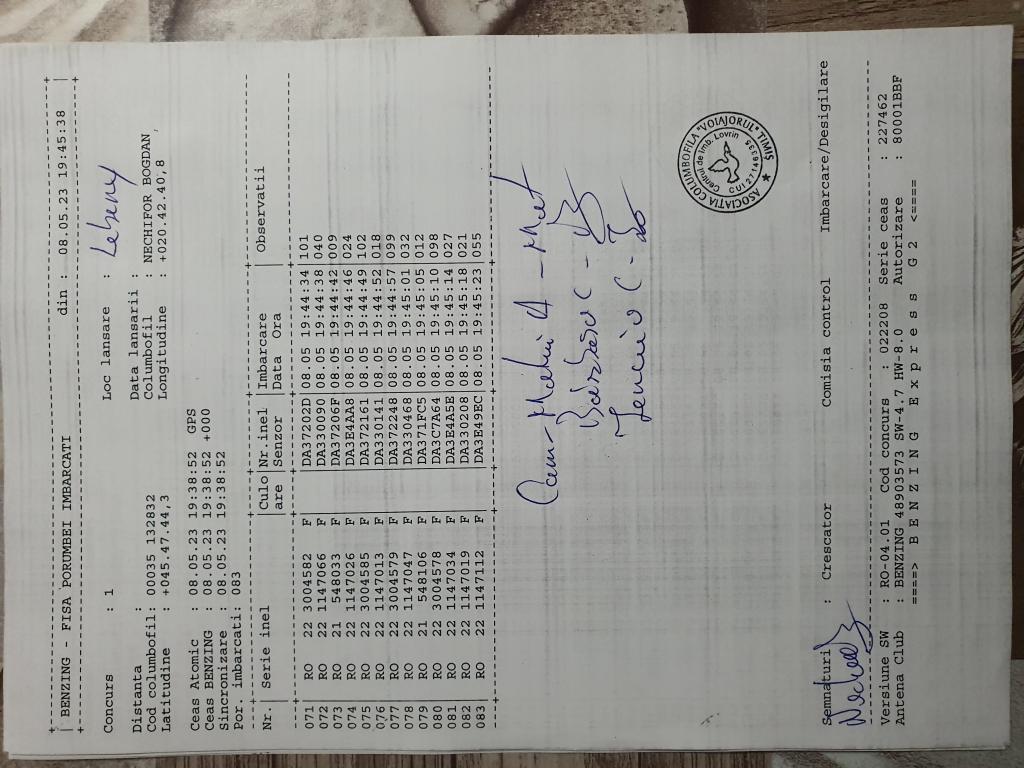 BENZING - FISA PORUMBEI IMBARCATI din : 08.05.23 19:45:38
Concurs : 1 Loc lansare : Lebeny
Distanta : Data lansarii :
Cod columbofil: 00035 132832 Columbofil : NECHIFOR BOGDAN
Latitudine : +045.47.44,3 Longitudine : +020.42.40,8
Ceas Atomic : 08.05.23 19:38:52 GPS
Ceas BENZING : 08.05.23 19:38:52 +000
Sincronizare : 08.05.23 19:38:52
Por. imbarcati: 083
Nr. | Serie inel | Culo | Nr.inel | Imbarcare | Observatii
are | Senzor | Data Ora
071 | RO 22 3004582 F | DA37202D | 08.05 19:44:34 | 101
072 | RO 22 1147066 F | DA330090 | 08.05 19:44:38 | 040
073 | RO 21 548033 F | DA37206F | 08.05 19:44:42 | 009
074 | RO 22 1147026 F | DA3E4AA8 | 08.05 19:44:46 | 024
075 | RO 22 3004585 F | DA372161 | 08.05 19:44:49 | 102
076 | RO 22 1147013 F | DA330141 | 08.05 19:44:52 | 018
077 | RO 22 3004579 F | DA372248 | 08.05 19:44:57 | 099
078 | RO 22 1147047 F | DA330468 | 08.05 19:45:01 | 032
079 | RO 21 548106 F | DA371FC5 | 08.05 19:45:05 | 012
080 | RO 22 3004578 F | DA3C7A64 | 08.05 19:45:10 | 098
081 | RO 22 1147034 F | DA3E4A5E | 08.05 19:45:14 | 027
082 | RO 22 1147019 F | DA330208 | 08.05 19:45:18 | 021
083 | RO 22 1147112 F | DA3E49EC | 08.05 19:45:23 | 055
C -
C -
ASOCIATIA COLUMBOFILA "VOIAJORUL" TIMIȘ
Centrul de Imb. Lovrin
Semnaturi : Crescator Comisia control Imbarcare/Desigilare
Versiune SW : RO-04.01 Cod concurs : 022208 Serie ceas : 227462
Antena Club : BENZING 48903573 SW-4.7 HW-8.0 Autorizare : 80001BBF
====> B E N Z I N G E x p r e s s G 2 <====